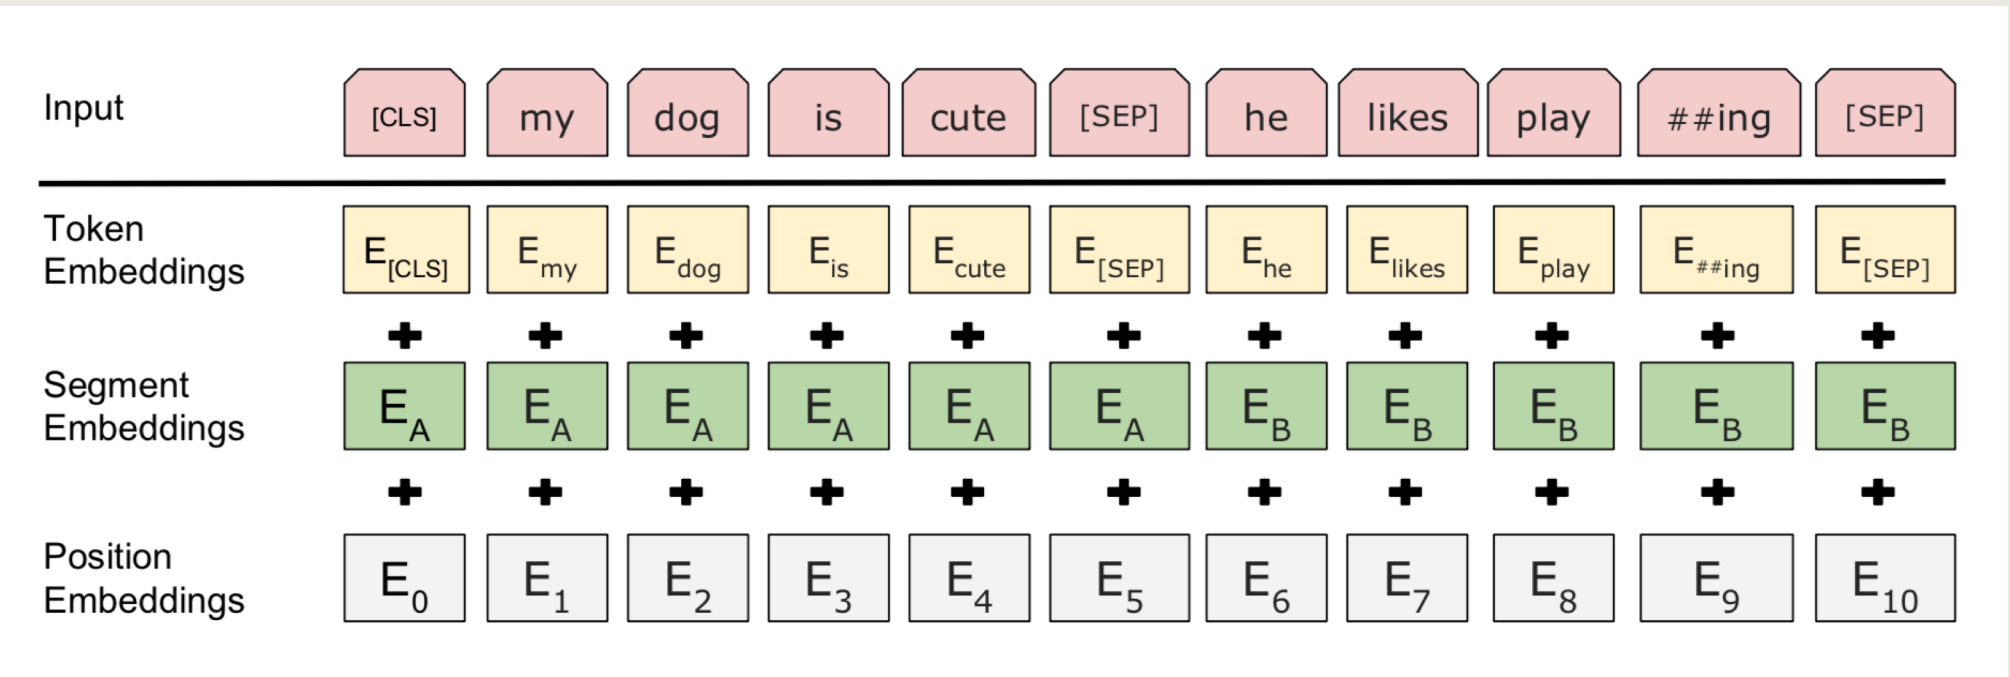 Input [CLS] my dog is cute [SEP] he likes play ##ing [SEP]
Token
Embeddings
E[CLS] Emy Edog Eis Ecute E[SEP] Ehe Elikes Eplay E##ing E[SEP]
+ + + + + + + + + + +
Segment
Embeddings
EA EA EA EA EA EA EB EB EB EB EB
+ + + + + + + + + + +
Position
Embeddings
E0 E1 E2 E3 E4 E5 E6 E7 E8 E9 E10